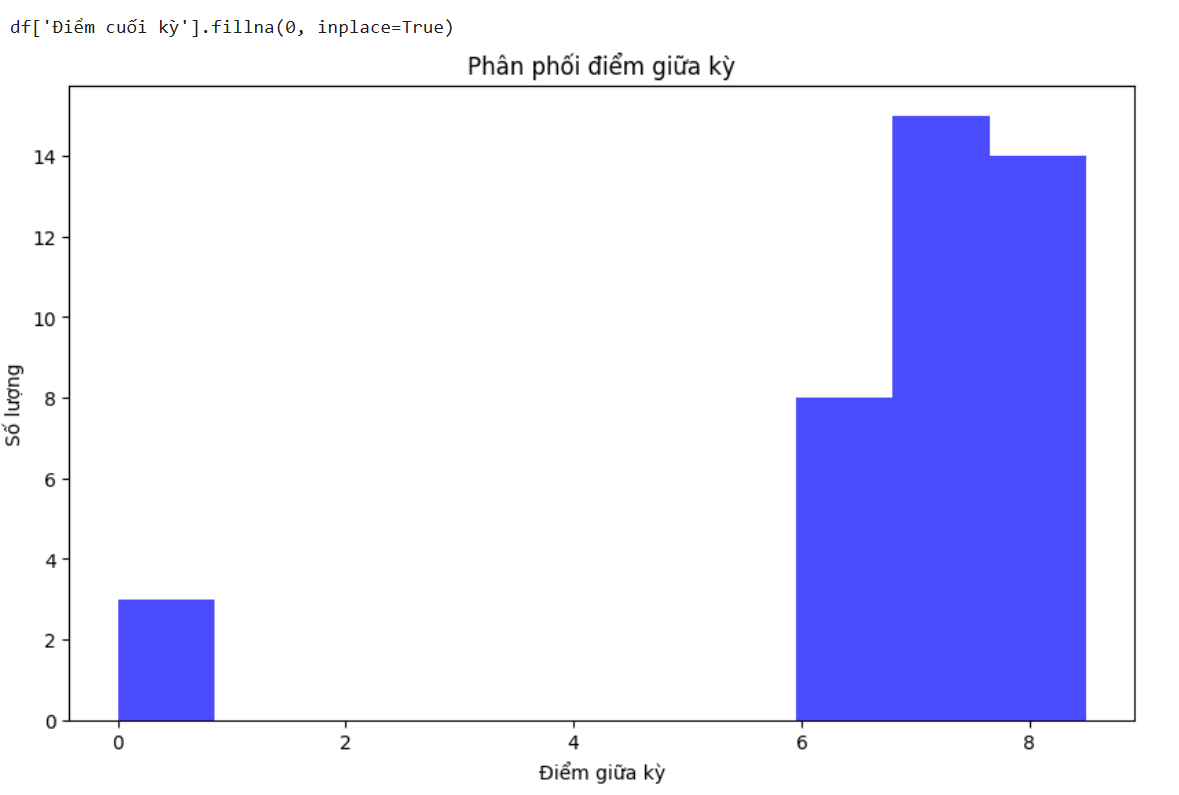 df['Điểm cuối kỳ'].fillna(0, inplace=True)
Phân phối điểm giữa kỳ
Số lượng
14
12
10
8
6
4
2
0
0 2 4 6 8
Điểm giữa kỳ